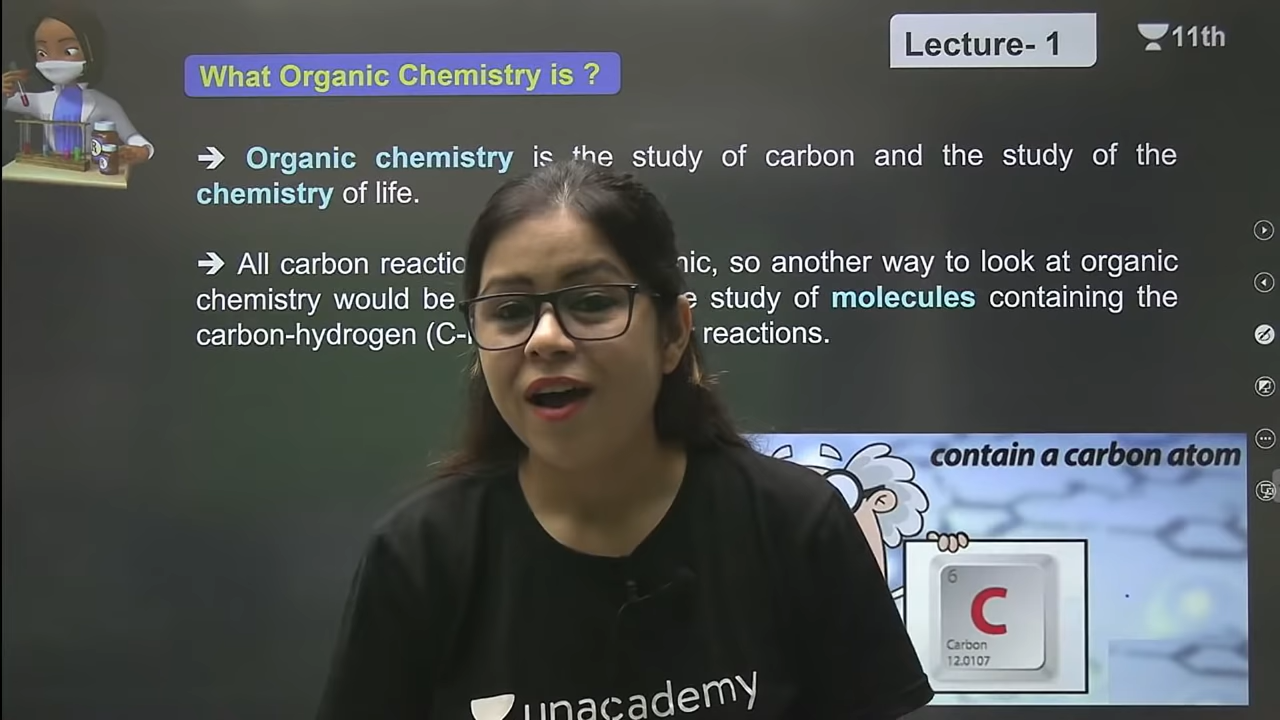 Lecture- 1
11th
What Organic Chemistry is ?
➔ Organic chemistry is the study of carbon and the study of the
chemistry of life.
➔ All carbon reactio nic, so another way to look at organic
chemistry would be study of molecules containing the
carbon-hydrogen (C- reactions.
contain a carbon atom
6
C
Carbon
12.0107
unacademy